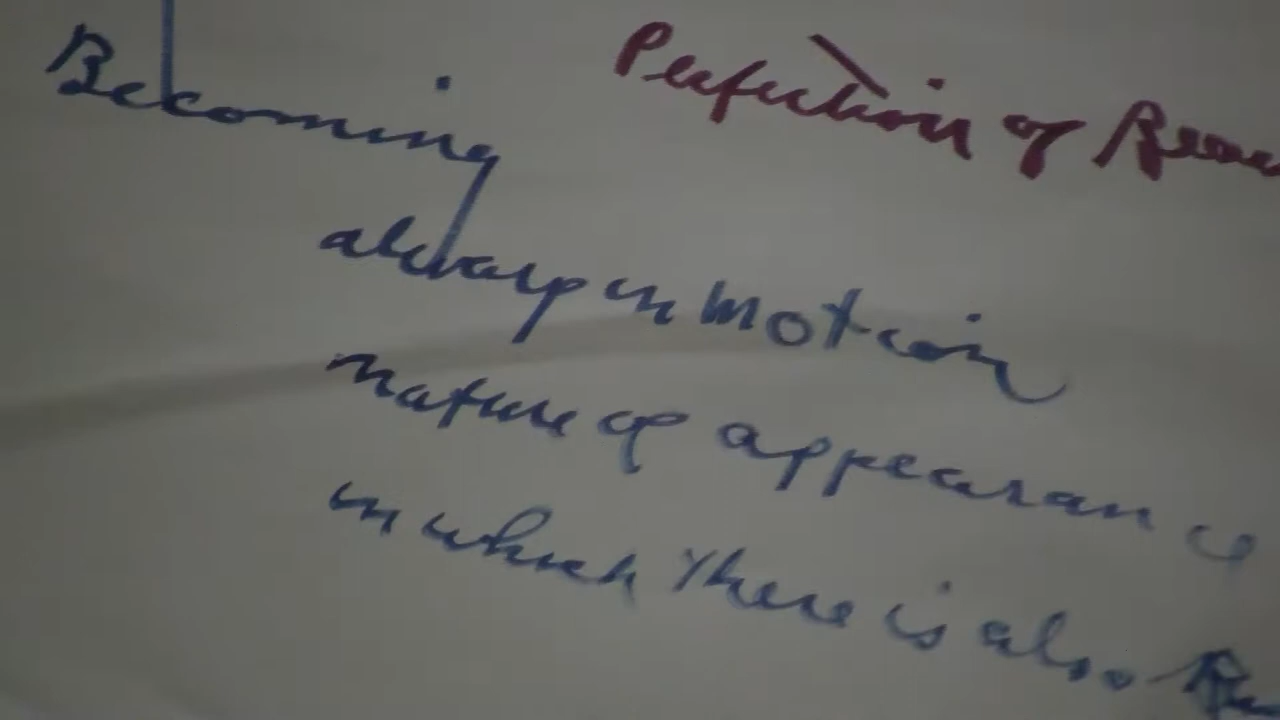 Becoming
Perfection of
always in motion
nature of appearance
in which there is also